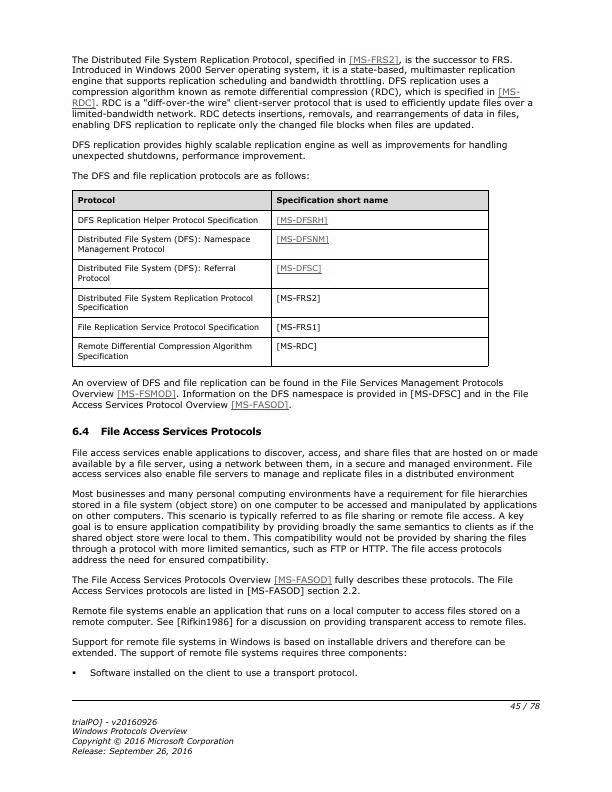 The Distributed File System Replication Protocol, specified in [MS-FRS2], is the successor to FRS.
Introduced in Windows 2000 Server operating system, it is a state-based, multimaster replication
engine that supports replication scheduling and bandwidth throttling. DFS replication uses a
compression algorithm known as remote differential compression (RDC), which is specified in [MS-
RDC]. RDC is a "diff-over-the wire" client-server protocol that is used to efficiently update files over a
limited-bandwidth network. RDC detects insertions, removals, and rearrangements of data in files,
enabling DFS replication to replicate only the changed file blocks when files are updated.
DFS replication provides highly scalable replication engine as well as improvements for handling
unexpected shutdowns, performance improvement.
The DFS and file replication protocols are as follows:
Protocol Specification short name
DFS Replication Helper Protocol Specification [MS-DFSRH]
Distributed File System (DFS): Namespace [MS-DFSNM]
Management Protocol
Distributed File System (DFS): Referral [MS-DFSC]
Protocol
Distributed File System Replication Protocol [MS-FRS2]
Specification
File Replication Service Protocol Specification [MS-FRS1]
Remote Differential Compression Algorithm [MS-RDC]
Specification
An overview of DFS and file replication can be found in the File Services Management Protocols
Overview [MS-FSMOD]. Information on the DFS namespace is provided in [MS-DFSC] and in the File
Access Services Protocol Overview [MS-FASOD].
6.4 File Access Services Protocols
File access services enable applications to discover, access, and share files that are hosted on or made
available by a file server, using a network between them, in a secure and managed environment. File
access services also enable file servers to manage and replicate files in a distributed environment
Most businesses and many personal computing environments have a requirement for file hierarchies
stored in a file system (object store) on one computer to be accessed and manipulated by applications
on other computers. This scenario is typically referred to as file sharing or remote file access. A key
goal is to ensure application compatibility by providing broadly the same semantics to clients as if the
shared object store were local to them. This compatibility would not be provided by sharing the files
through a protocol with more limited semantics, such as FTP or HTTP. The file access protocols
address the need for ensured compatibility.
The File Access Services Protocols Overview [MS-FASOD] fully describes these protocols. The File
Access Services protocols are listed in [MS-FASOD] section 2.2.
Remote file systems enable an application that runs on a local computer to access files stored on a
remote computer. See [Rifkin1986] for a discussion on providing transparent access to remote files.
Support for remote file systems in Windows is based on installable drivers and therefore can be
extended. The support of remote file systems requires three components:
▪ Software installed on the client to use a transport protocol.
45 / 78
trialPO] - v20160926
Windows Protocols Overview
Copyright © 2016 Microsoft Corporation
Release: September 26, 2016